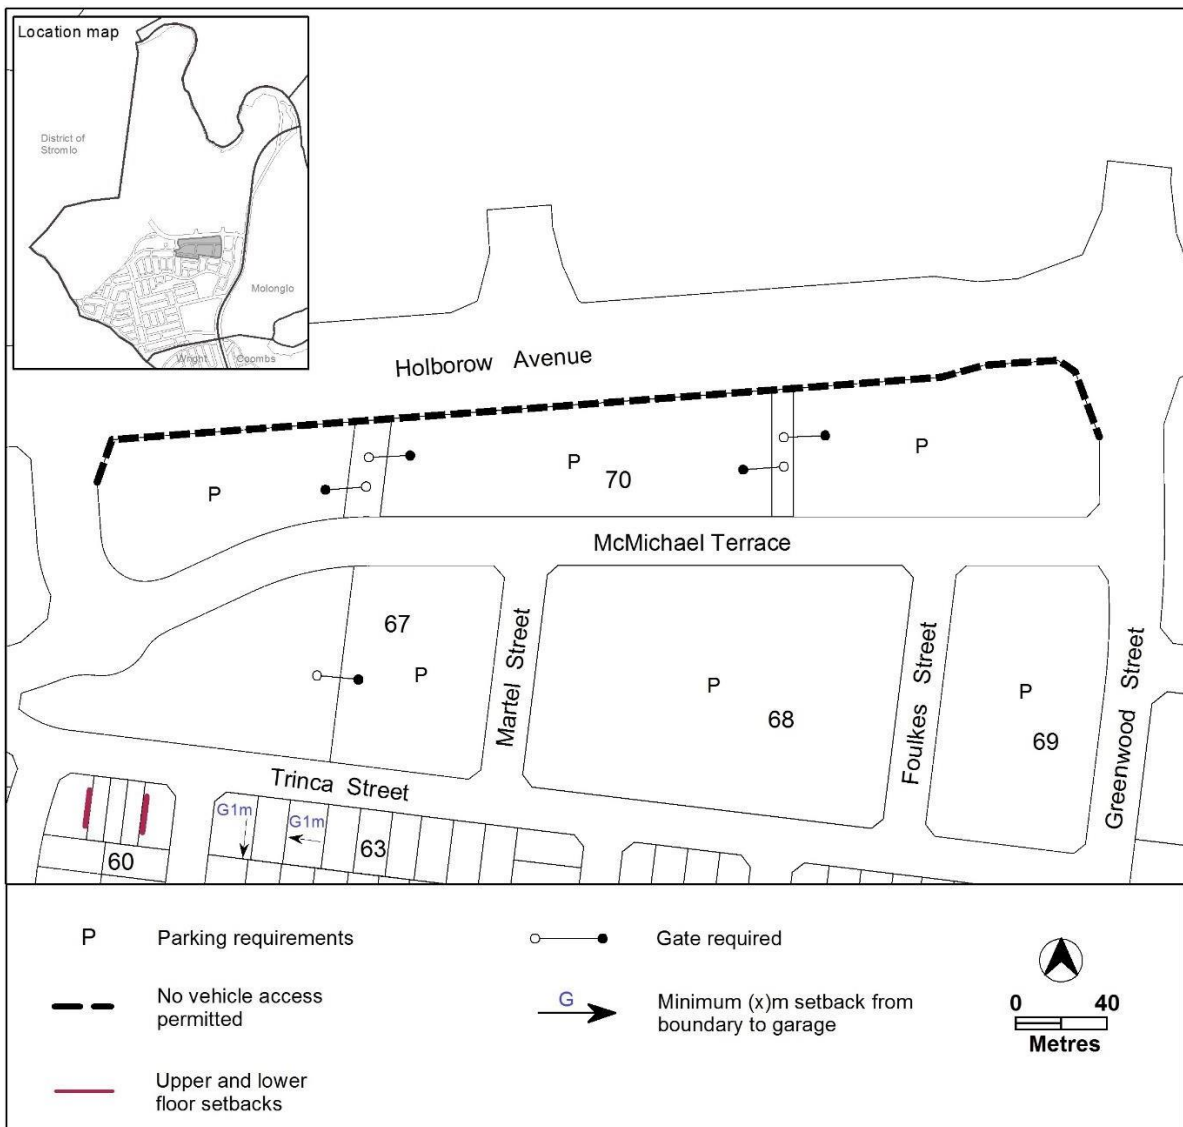 Location map
District of
Stromlo
Molonglo
Wright
Coombs
Holborow Avenue
P
P
70
P
McMichael Terrace
67
P
Martel Street
P
68
Foulkes Street
P
69
Greenwood Street
Trinca Street
G1m
G1m
60
63
P
Parking requirements
Gate required
No vehicle access
permitted
G
Minimum (x)m setback from
boundary to garage
0 40
Metres
Upper and lower
floor setbacks